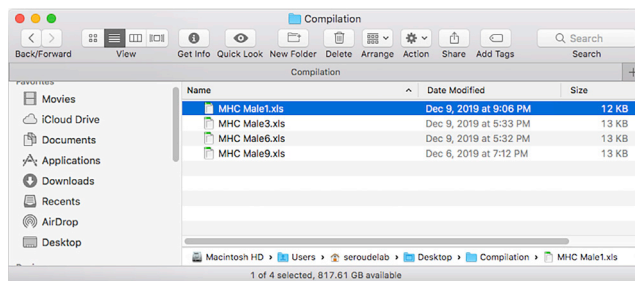 Compilation
Back/Forward View Get Info Quick Look New Folder Delete Arrange Action Share Add Tags Search
Search
Compilation
Favorites
Movies
iCloud Drive
Documents
Applications
Downloads
Recents
AirDrop
Desktop
Name Date Modified Size
MHC Male1.xls Dec 9, 2019 at 9:06 PM 12 KB
MHC Male3.xls Dec 9, 2019 at 5:33 PM 13 KB
MHC Male6.xls Dec 9, 2019 at 5:32 PM 13 KB
MHC Male9.xls Dec 6, 2019 at 7:12 PM 13 KB
Macintosh HD › Users › seroudelab › Desktop › Compilation › MHC Male1.xls
1 of 4 selected, 817.61 GB available